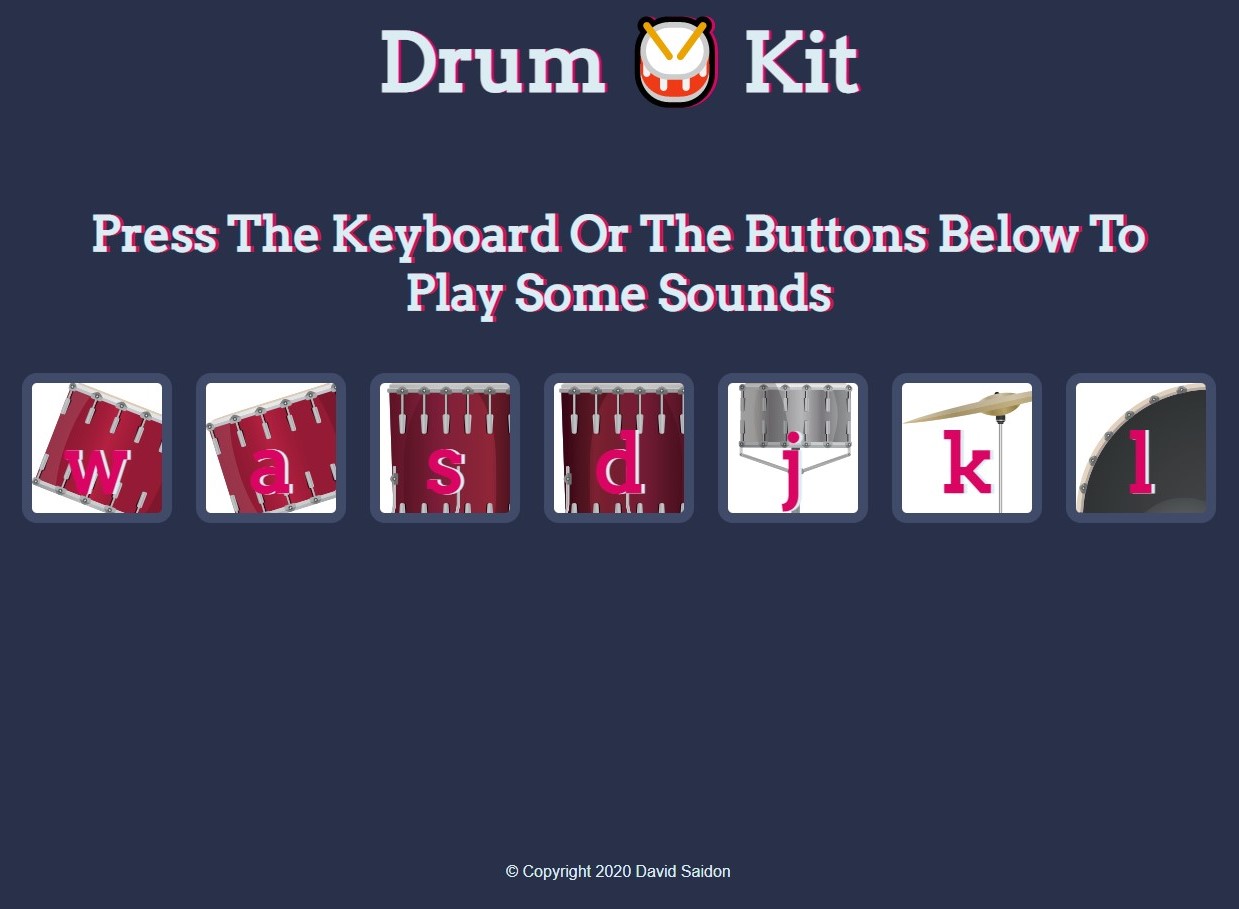 Drum 🥁 Kit
Press The Keyboard Or The Buttons Below To
Play Some Sounds
w a s d j k l
© Copyright 2020 David Saidon